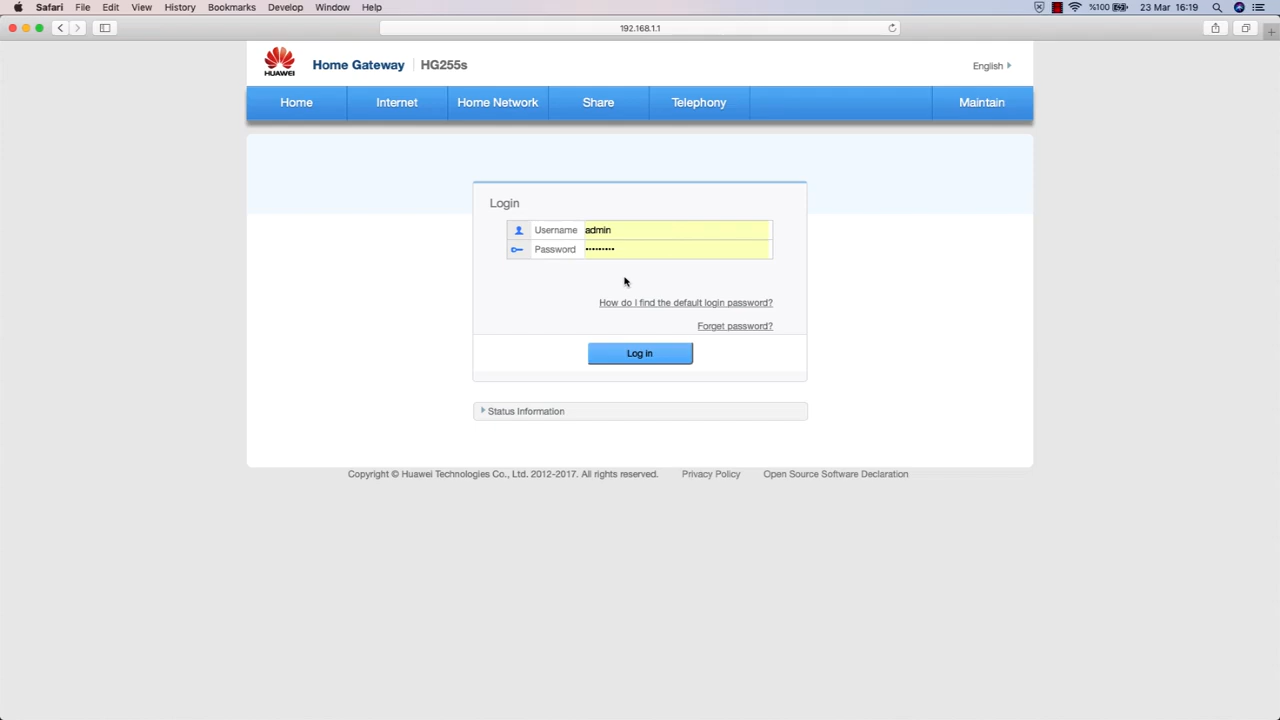 Safari File Edit View History Bookmarks Develop Window Help %100 23 Mar 16:19
192.168.1.1
HUAWEI Home Gateway HG255s English
Home Internet Home Network Share Telephony Maintain
Login
Username admin
Password •••••••••
How do I find the default login password?
Forget password?
Log in
Status Information
Copyright © Huawei Technologies Co., Ltd. 2012-2017. All rights reserved. Privacy Policy Open Source Software Declaration